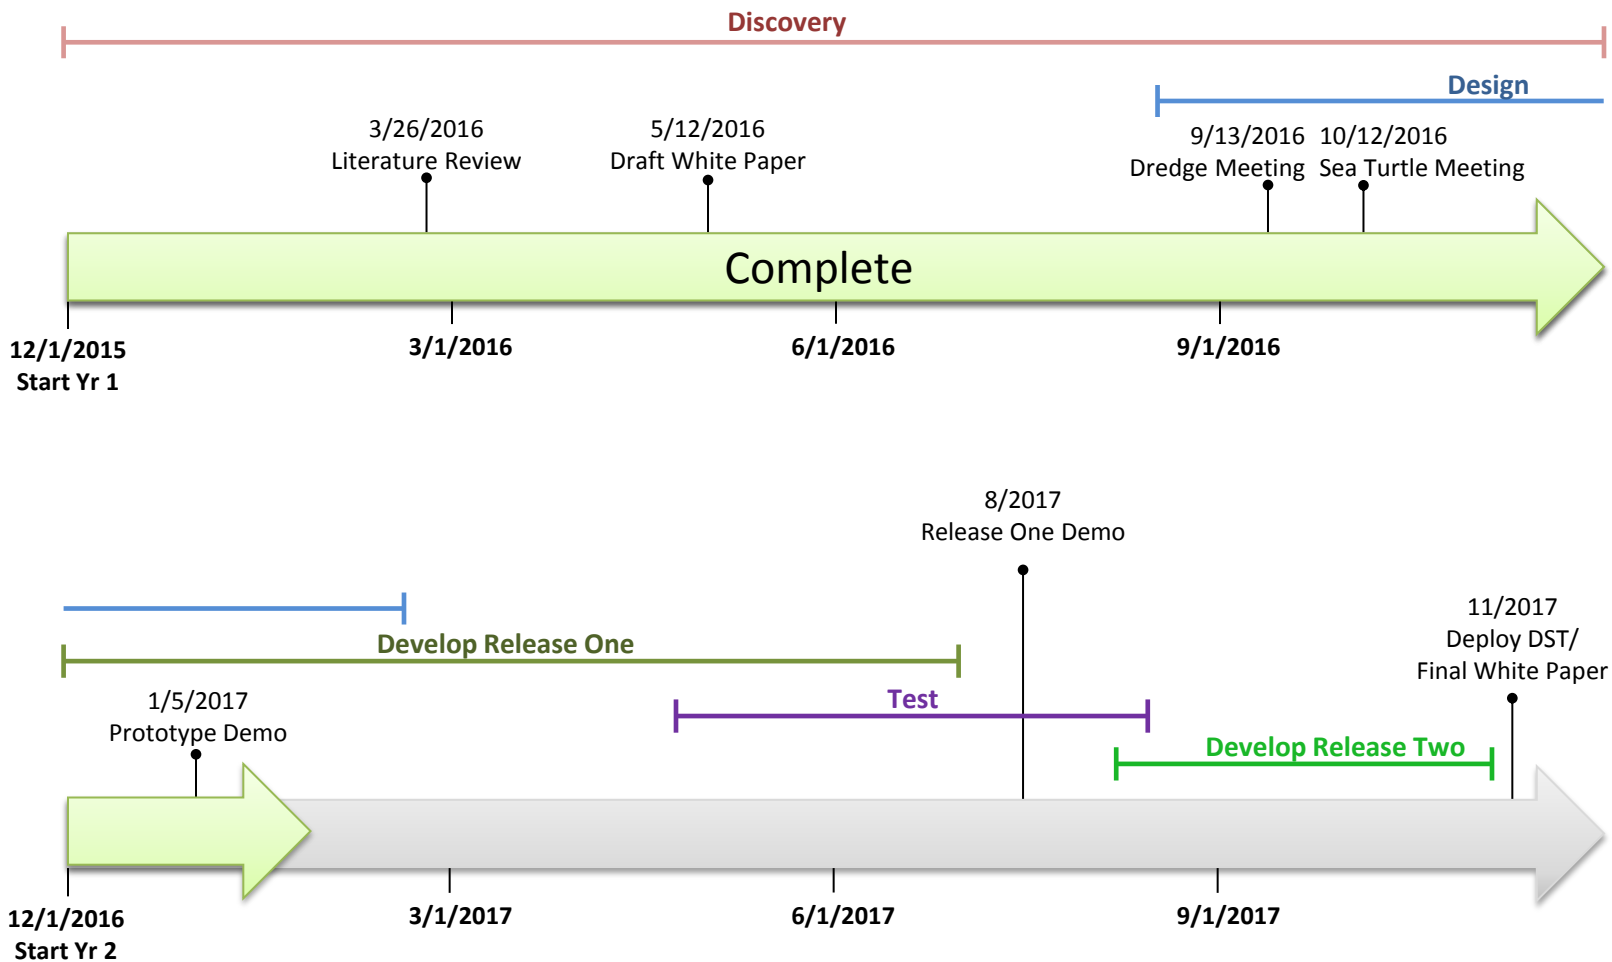 Discovery
Design
3/26/2016
Literature Review
5/12/2016
Draft White Paper
9/13/2016
Dredge Meeting
10/12/2016
Sea Turtle Meeting
Complete
12/1/2015
Start Yr 1
3/1/2016
6/1/2016
9/1/2016
8/2017
Release One Demo
11/2017
Deploy DST/
Final White Paper
Develop Release One
1/5/2017
Prototype Demo
Test
Develop Release Two
12/1/2016
Start Yr 2
3/1/2017
6/1/2017
9/1/2017